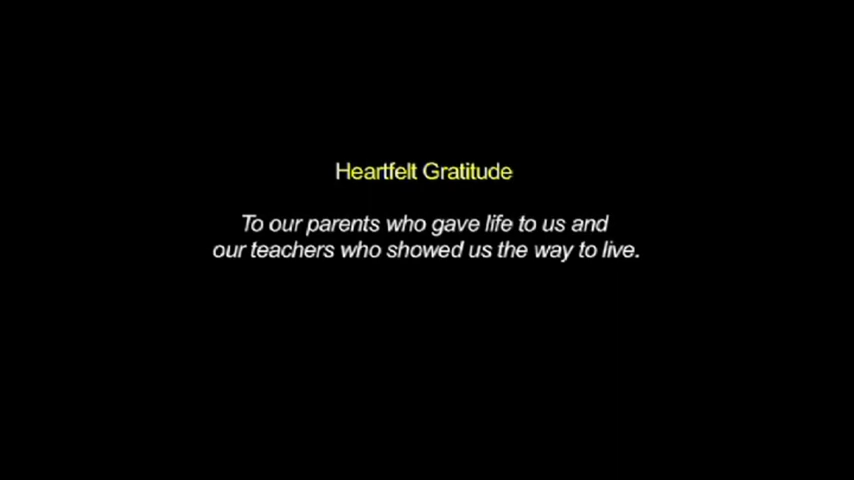 Heartfelt Gratitude
To our parents who gave life to us and
our teachers who showed us the way to live.